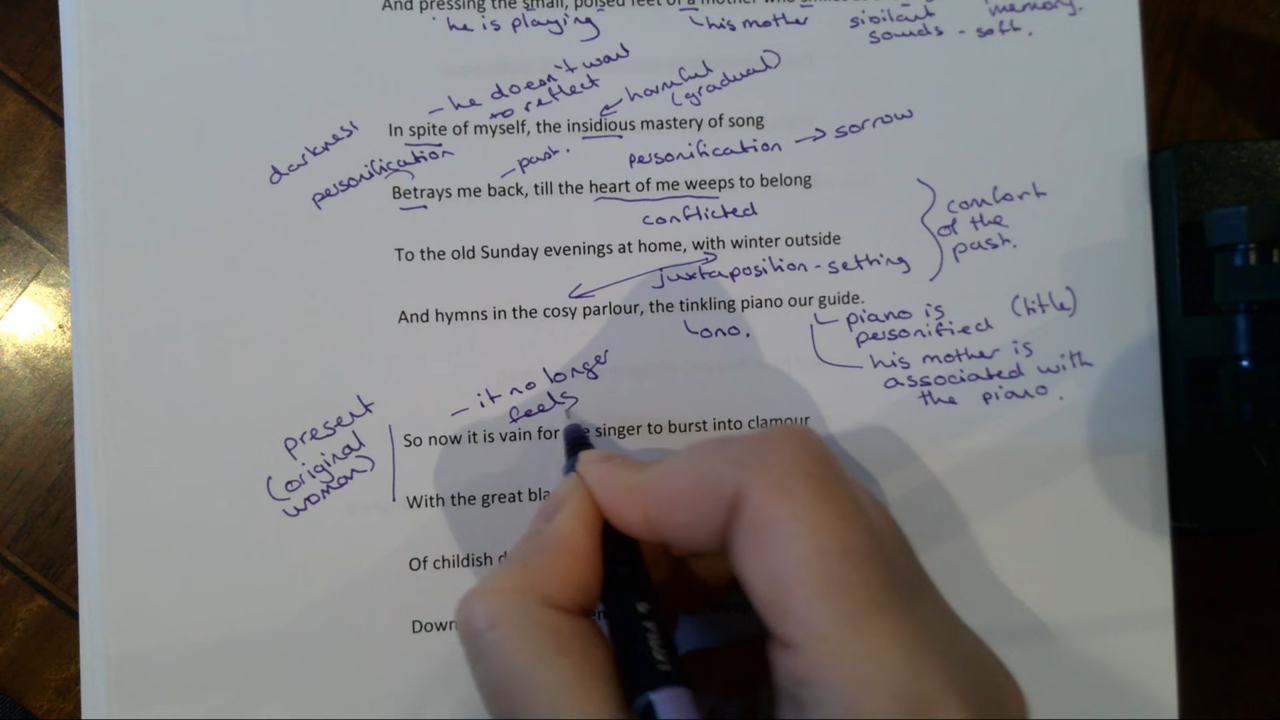 And pressing the small, poised feet of a mother who
he is playing
his mother
sibilant
sounds - soft.
memory.
- he doesn't want
to reflect
harmful
(gradual)
In spite of myself, the insidious mastery of song
darkness
personification
- past.
personification → sorrow
Betrays me back, till the heart of me weeps to belong
conflicted
comfort
of the
past.
To the old Sunday evenings at home, with winter outside
juxtaposition - setting
And hymns in the cosy parlour, the tinkling piano our guide.
ono.
piano is
personified (title)
his mother is
associated with
the piano.
- it no longer
feels
present
(original
woman)
So now it is vain for singer to burst into clamour
With the great bla
Of childish d
Down